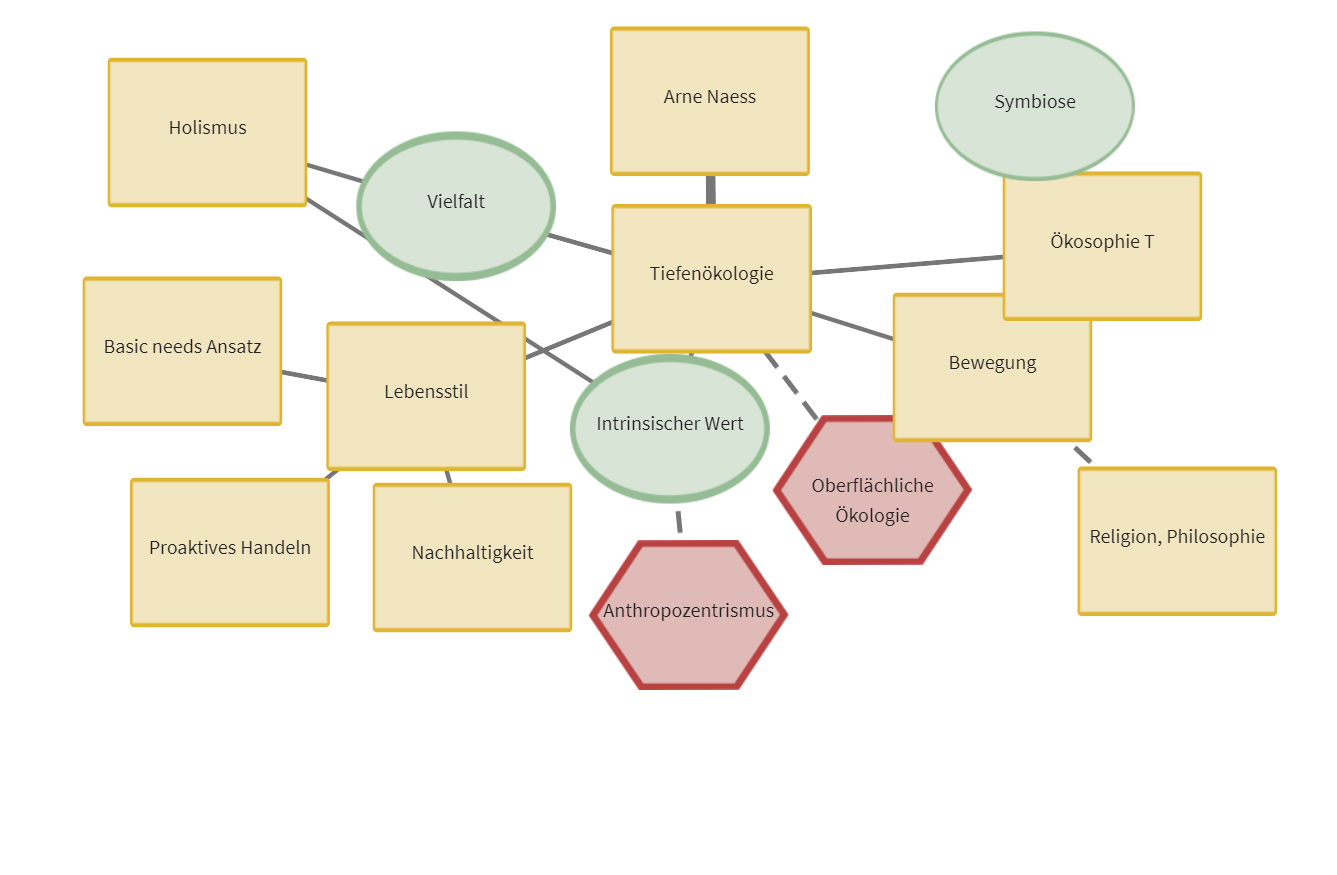 Arne Naess
Symbiose
Holismus
Vielfalt
Ökosophie T
Tiefenökologie
Basic needs Ansatz
Bewegung
Lebensstil
Intrinsischer Wert
Oberflächliche
Ökologie
Religion, Philosophie
Proaktives Handeln
Nachhaltigkeit
Anthropozentrismus